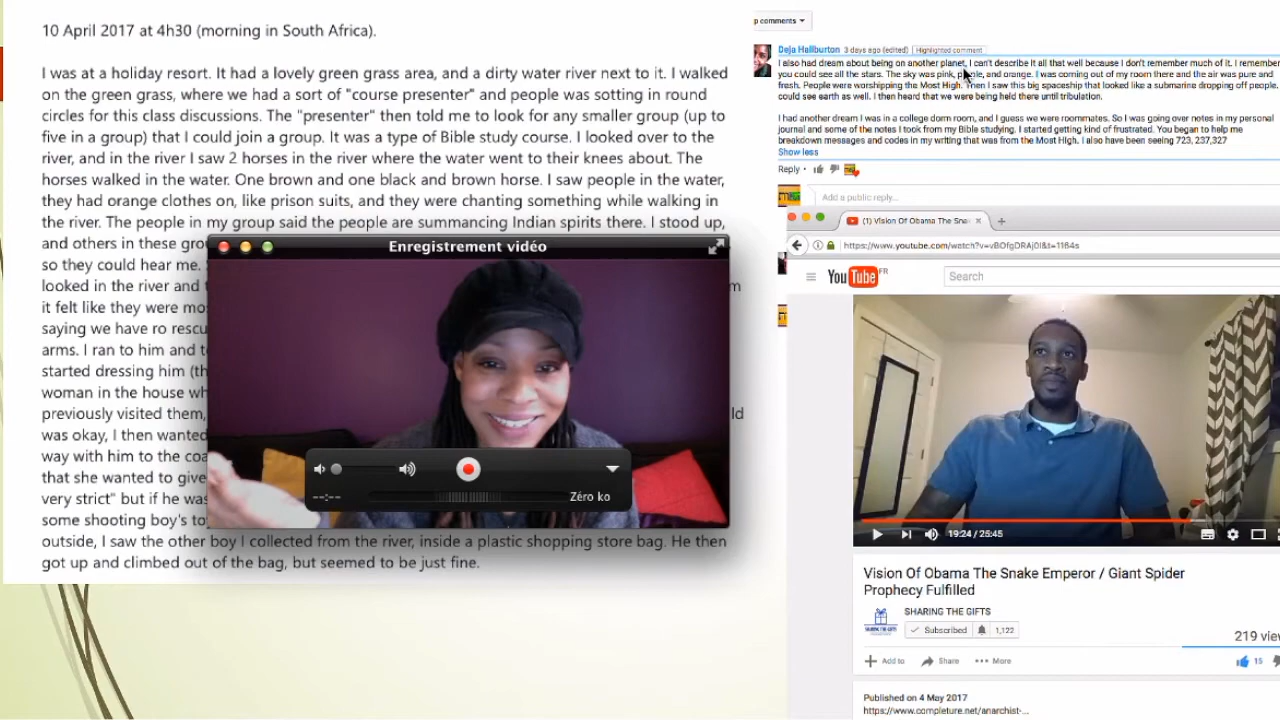 10 April 2017 at 4h30 (morning in South Africa).
I was at a holiday resort. It had a lovely green grass area, and a dirty water river next to it. I walked
on the green grass, where we had a sort of "course presenter" and people was sotting in round
circles for this class discussions. The "presenter" then told me to look for any smaller group (up to
five in a group) that I could join a group. It was a type of Bible study course. I looked over to the
river, and in the river I saw 2 horses in the river where the water went to their knees about. The
horses walked in the water. One brown and one black and brown horse. I saw people in the water,
they had orange clothes on, like prison suits, and they were chanting something while walking in
the river. The people in my group said the people are summancing Indian spirits there. I stood up,
and others in these
so they could hear me.
looked in the river and
it felt like they were
saying we have ro
arms. I ran to him and
started dressing him
woman in the house
previously visited them,
was okay, I then wanted
way with him to the
that she wanted to
very strict" but if he was
some shooting boy's
outside, I saw the other boy I collected from the river, inside a plastic shopping store bag. He then
got up and climbed out of the bag, but seemed to be just fine.
Enregistrement vidéo
--:--
Zéro ko
comments
Deja Hallburton 3 days ago (edited) Highlighted comment
I also had dream about being on another planet, I can't describe it all that well because I don't remember much of it. I remember
you could see all the stars. The sky was pink, and orange. I was coming out of my room there and the air was pure and
fresh. People were worshipping the Most High. Then I saw this big spaceship that looked like a submarine dropping off people.
could see earth as well. I then heard that we were being held there until tribulation.
I had another dream I was in a college dorm room, and I guess we were roommates. So I was going over notes in my personal
journal and some of the notes I took from my Bible studying. I started getting kind of frustrated. You began to help me
breakdown messages and codes in my writing that was from the Most High. I also have been seeing 723, 237,327
Show less
Reply
Add a public reply...
(1) Vision Of Obama The
https://www.youtube.com/watch?v=vBOfgDRAj0I&t=1164s
YouTube FR
Search
19:24 / 25:45
Vision Of Obama The Snake Emperor / Giant Spider
Prophecy Fulfilled
SHARING THE GIFTS
Subscribed 1,122
219
Add to Share More
15
Published on 4 May 2017
https://www.completure.net/anarchist-...